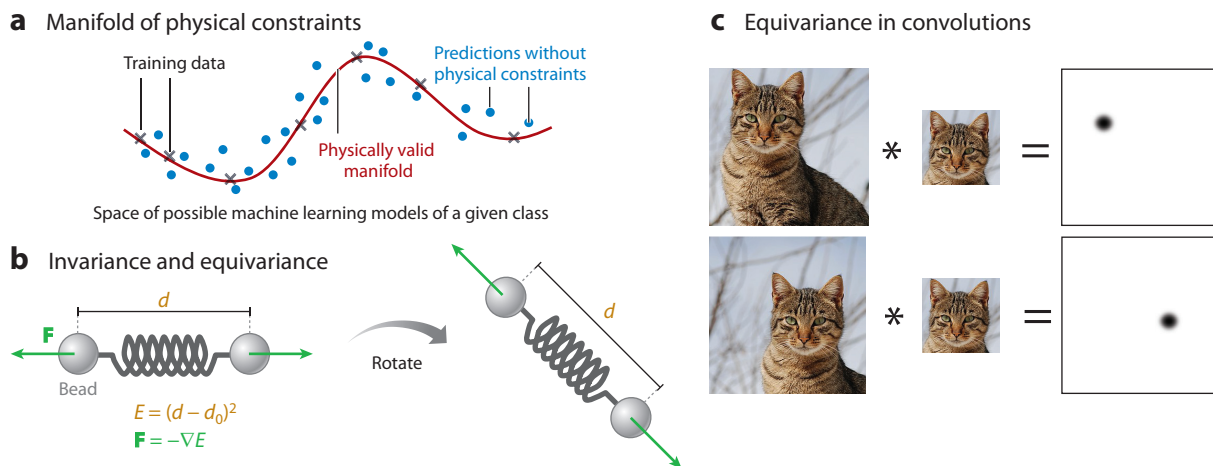 a Manifold of physical constraints
Training data
Predictions without
physical constraints
Physically valid
manifold
Space of possible machine learning models of a given class
b Invariance and equivariance
d
F
Bead
E = (d – d₀)²
F = –∇E
Rotate
d
c Equivariance in convolutions
* =
* =